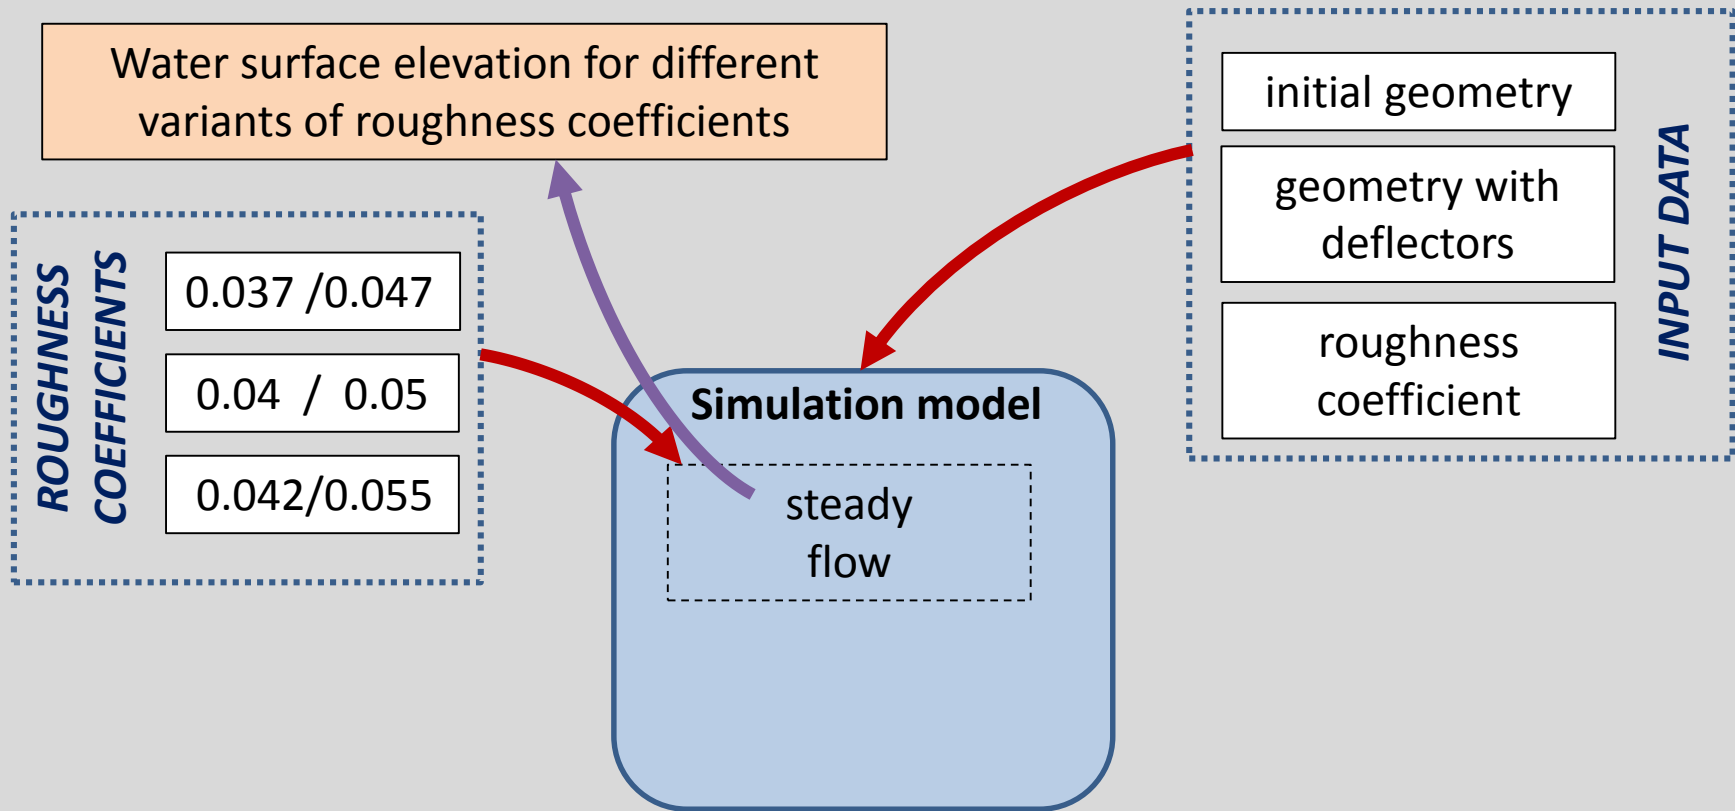 Water surface elevation for different
variants of roughness coefficients
ROUGHNESS
COEFFICIENTS
0.037 /0.047
0.04 / 0.05
0.042/0.055
Simulation model
steady
flow
initial geometry
geometry with
deflectors
roughness
coefficient
INPUT DATA